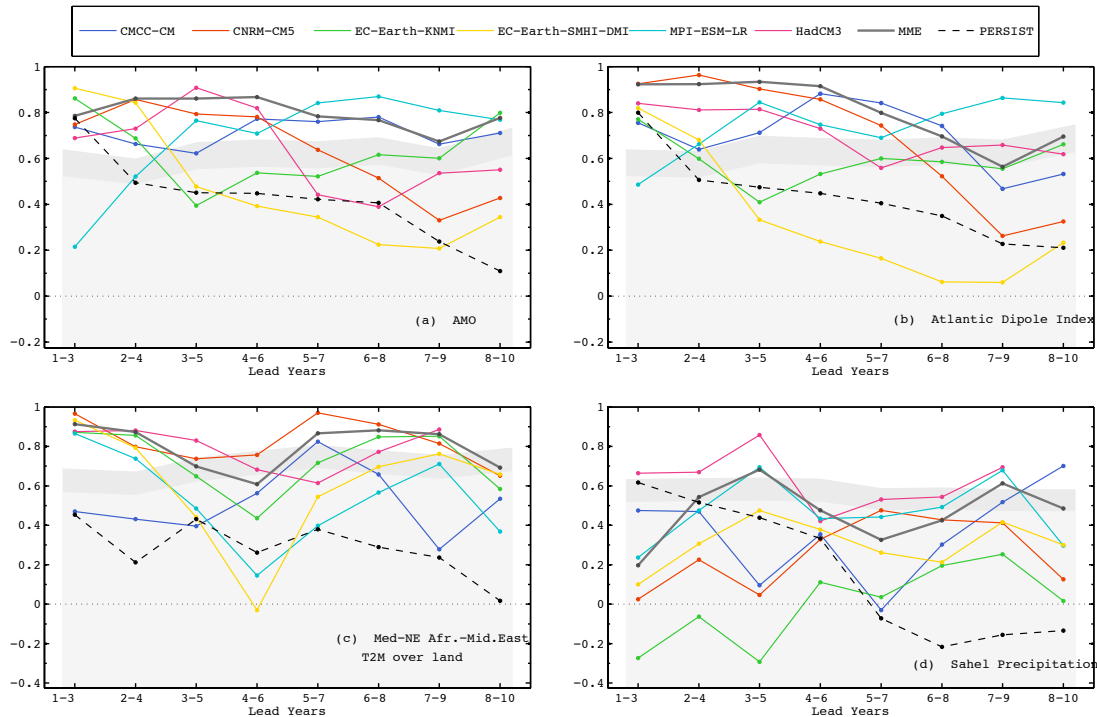 CMCC-CM CNRM-CM5 EC-Earth-KNMI EC-Earth-SMHI-DMI MPI-ESM-LR HadCM3 MME PERSIST
1
0.8
0.6
0.4
0.2
0
-0.2
(a) AMO
1-3 2-4 3-5 4-6 5-7 6-8 7-9 8-10
Lead Years
1
0.8
0.6
0.4
0.2
0
-0.2
(b) Atlantic Dipole Index
1-3 2-4 3-5 4-6 5-7 6-8 7-9 8-10
Lead Years
1
0.8
0.6
0.4
0.2
0
-0.2
-0.4
(c) Med-NE Afr.-Mid.East
T2M over land
1-3 2-4 3-5 4-6 5-7 6-8 7-9 8-10
Lead Years
1
0.8
0.6
0.4
0.2
0
-0.2
-0.4
(d) Sahel Precipitation
1-3 2-4 3-5 4-6 5-7 6-8 7-9 8-10
Lead Years